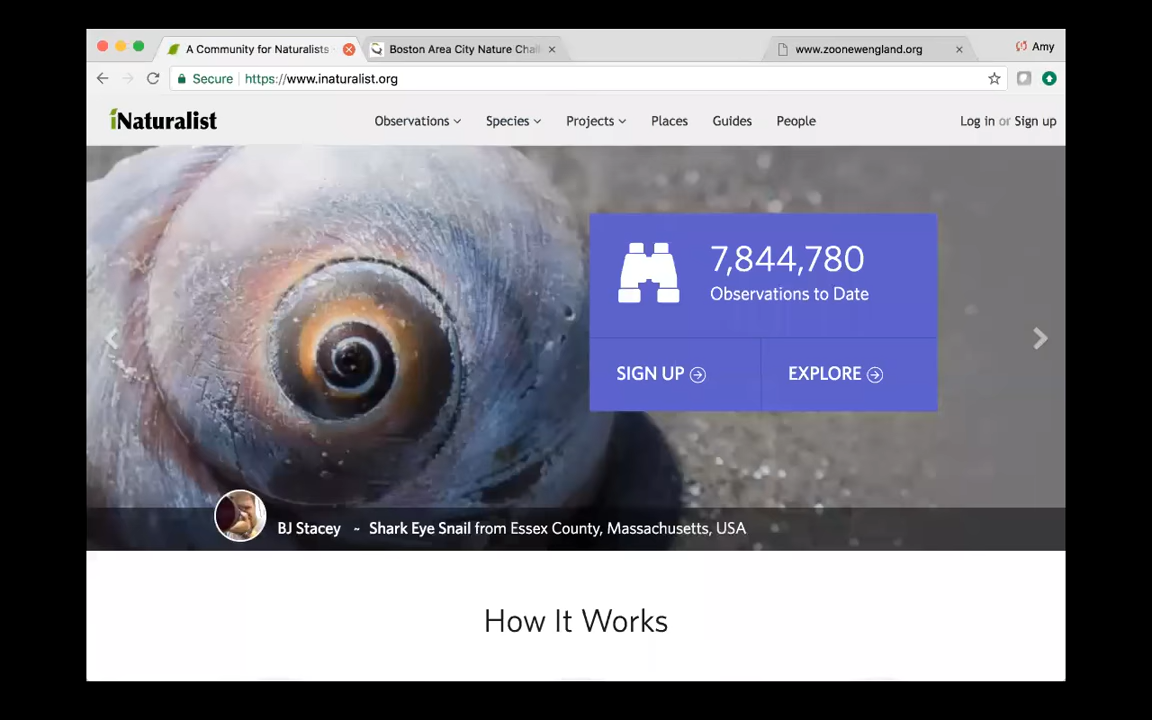 A Community for Naturalists
Boston Area City Nature Chal
www.zoonewengland.org
Amy
Secure
https://www.inaturalist.org
iNaturalist
Observations
Species
Projects
Places
Guides
People
Log in or Sign up
7,844,780
Observations to Date
SIGN UP
EXPLORE
BJ Stacey ~ Shark Eye Snail from Essex County, Massachusetts, USA
How It Works